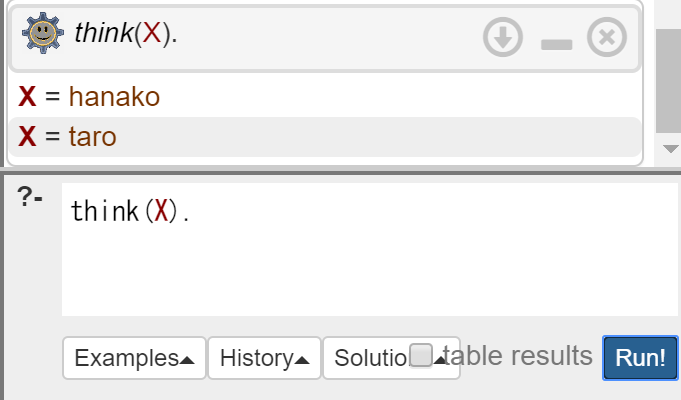 think(X).
X = hanako
X = taro
?-
think(X).
Examples History Solutio table results Run!